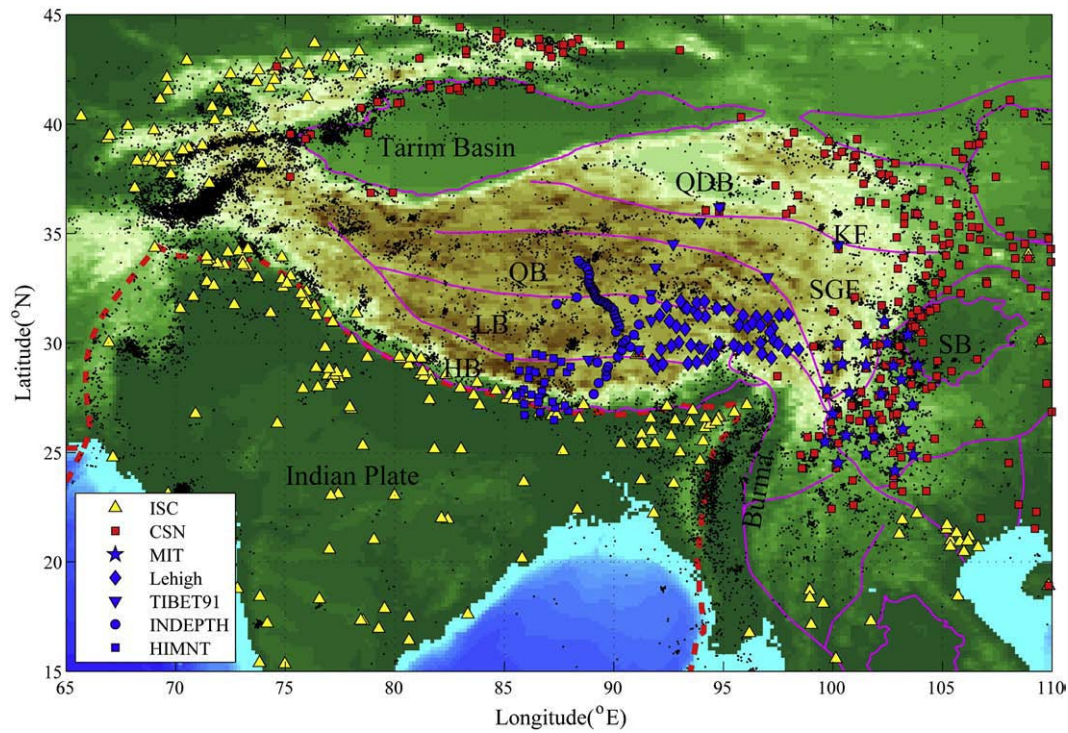 45
40
35
30
25
20
15
Latitude(°N)
Tarim Basin
QDB
KF
QB
SGF
LB
SB
HB
Indian Plate
Burma
ISC
CSN
MIT
Lehigh
TIBET91
INDEPTH
HIMNT
65 70 75 80 85 90 95 100 105 110
Longitude(°E)